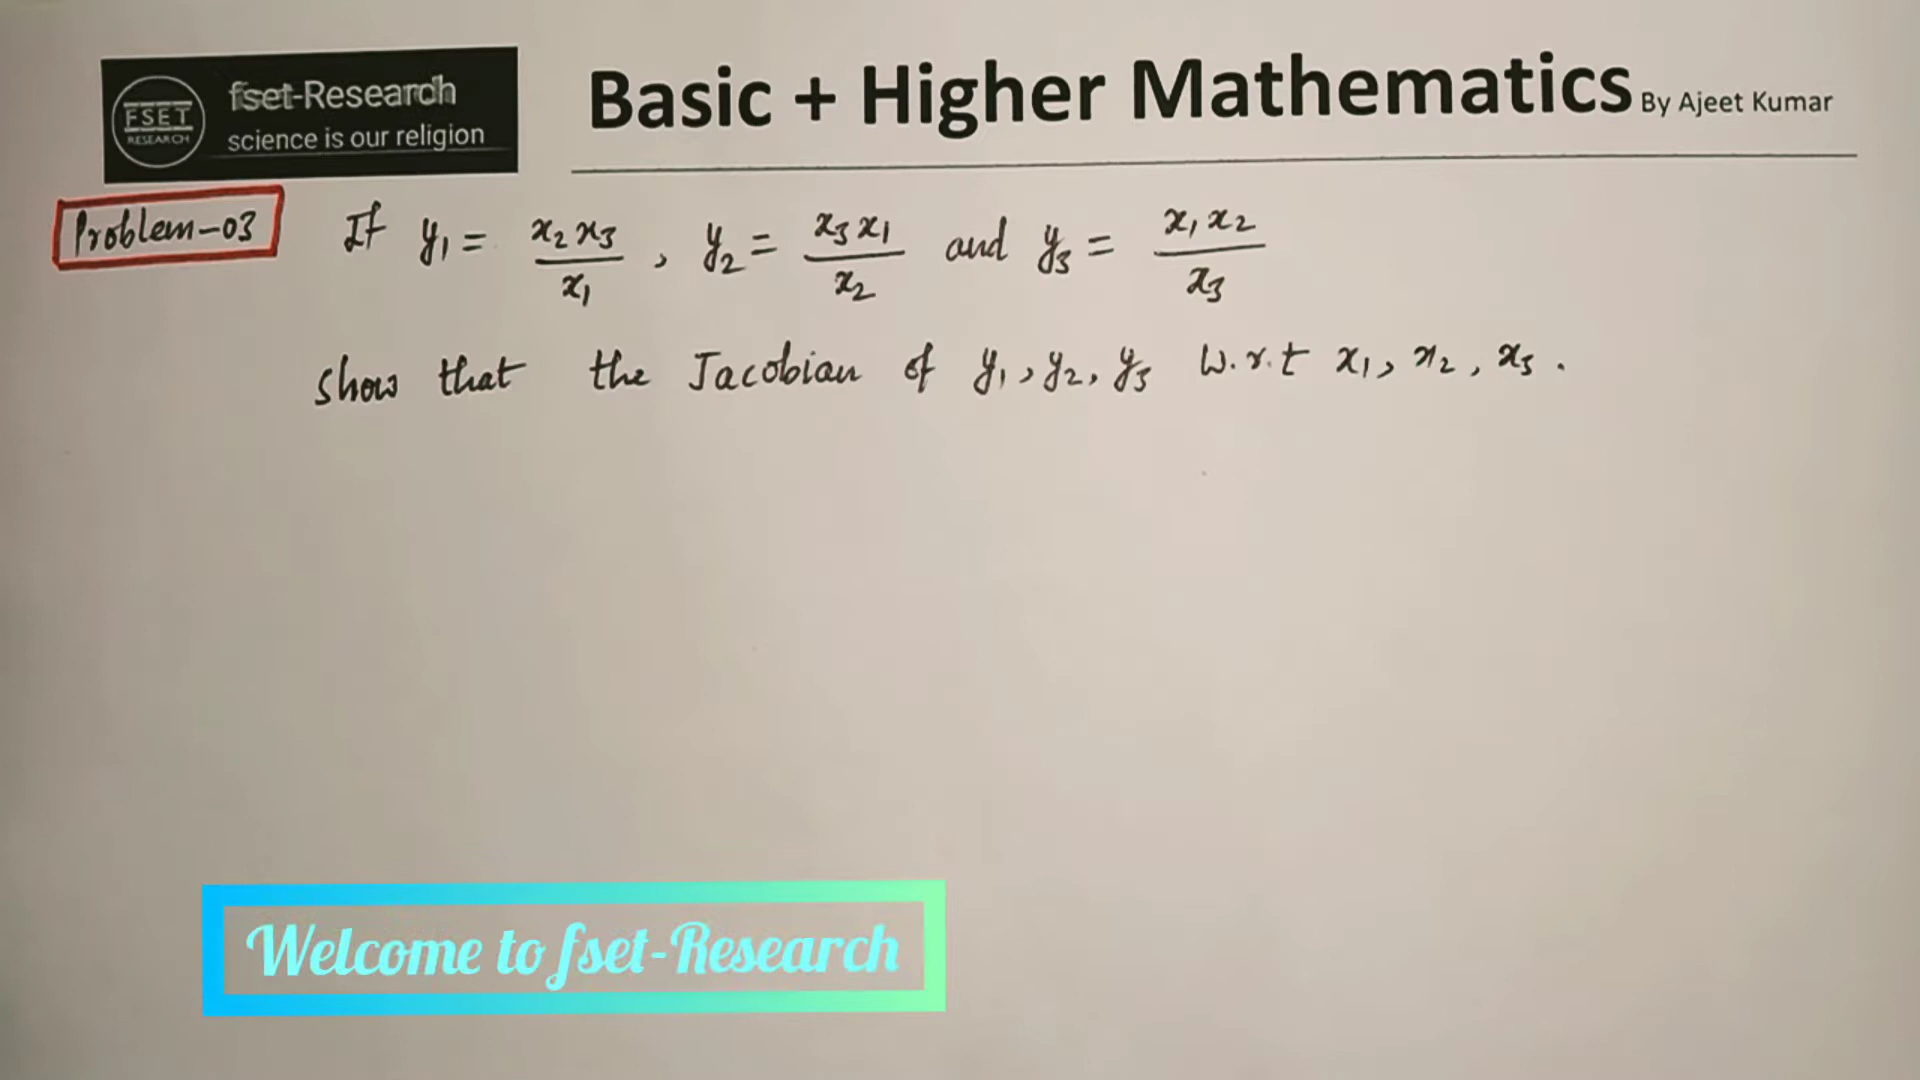 FSET
RESEARCH
fset-Research
science is our religion
Basic + Higher Mathematics By Ajeet Kumar
Problem-03
If y₁ = x₂x₃/x₁ , y₂ = x₃x₁/x₂ and y₃ = x₁x₂/x₃
show that the Jacobian of y₁, y₂, y₃ w.r.t x₁, x₂, x₃.
Welcome to fset-Research